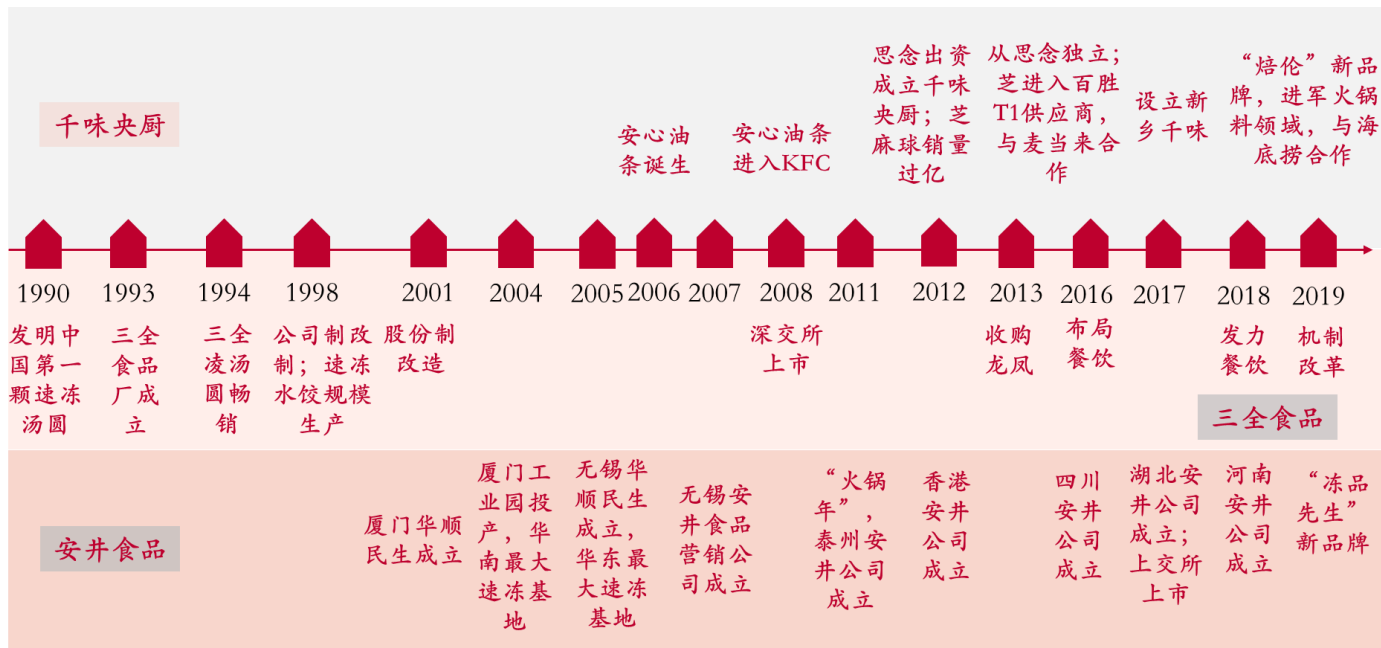 千味央厨
安心油
条诞生
安心油条
进入KFC
思念出资
成立千味
央厨；芝
麻球销量
过亿
从思念独立；
芝进入百胜
T1供应商，
与麦当来合
作
设立新
乡千味
“焙伦”新品
牌，进军火锅
料领域，与海
底捞合作
1990
1993
1994
1998
2001
2004
2005
2006
2007
2008
2011
2012
2013
2016
2017
2018
2019
发明中
国第一
颗速冻
汤圆
三全
食品
厂成
立
三全
凌汤
圆畅
销
公司制改
制；速冻
水饺规模
生产
股份制
改造
深交所
上市
收购
龙凤
布局
餐饮
发力
餐饮
机制
改革
三全食品
安井食品
厦门华顺
民生成立
厦门工
业园投
产，华
南最大
速冻基
地
无锡华
顺民生
成立，
华东最
大速冻
基地
无锡安
井食品
营销公
司成立
“火锅
年”，
泰州安
井公司
成立
香港
安井
公司
成立
四川
安井
公司
成立
湖北安
井公司
成立；
上交所
上市
河南
安井
公司
成立
“冻品
先生”
新品牌